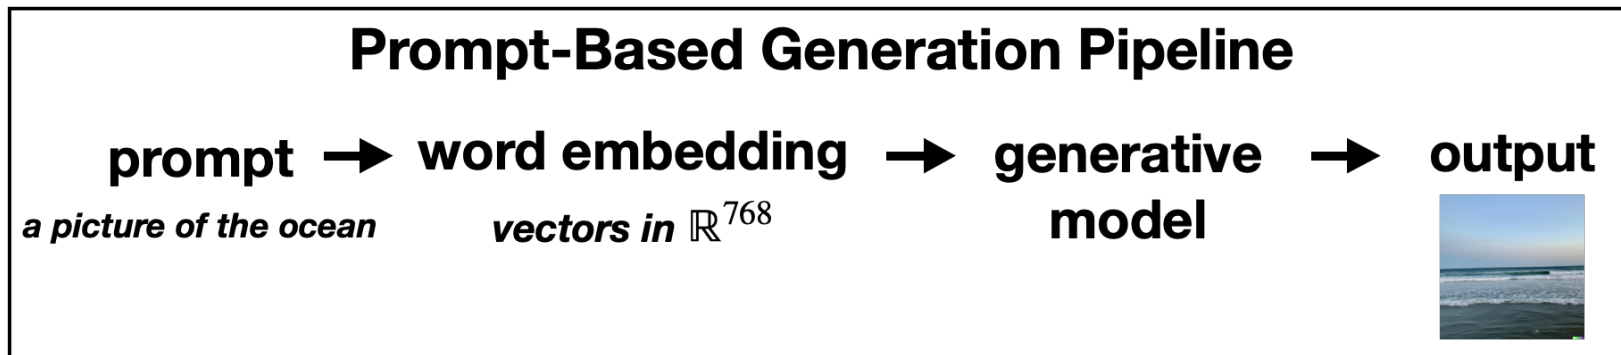 Prompt-Based Generation Pipeline
prompt → word embedding → generative model → output
a picture of the ocean
vectors in ℝ^768